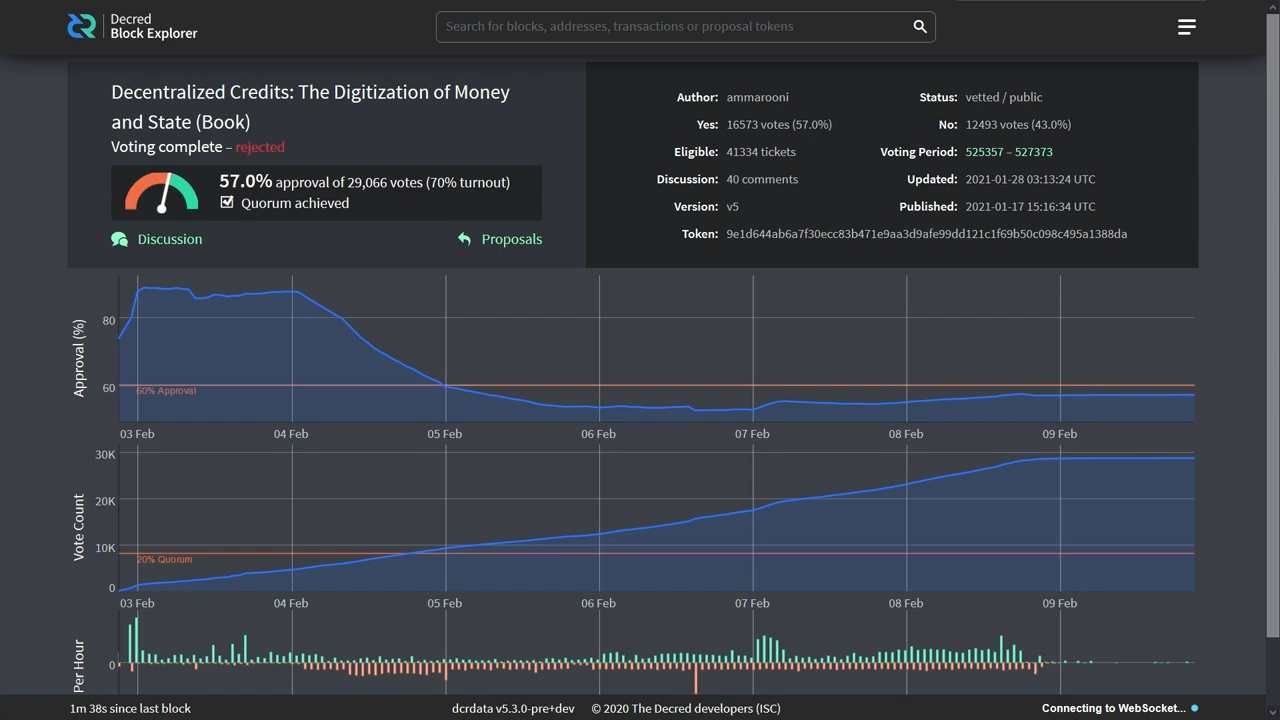 Decred
Block Explorer
Search for blocks, addresses, transactions or proposal tokens
Decentralized Credits: The Digitization of Money
and State (Book)
Voting complete – rejected
57.0% approval of 29,066 votes (70% turnout)
Quorum achieved
Discussion
Proposals
Author: ammarooni
Status: vetted / public
Yes: 16573 votes (57.0%)
No: 12493 votes (43.0%)
Eligible: 41334 tickets
Voting Period: 525357 – 527373
Discussion: 40 comments
Updated: 2021-01-28 03:13:24 UTC
Version: v5
Published: 2021-01-17 15:16:34 UTC
Token: 9e1d644ab6a7f30ecc83b471e9aa3d9afe99dd121c1f69b50c098c495a1388da
Approval (%)
80
60
60% Approval
03 Feb 04 Feb 05 Feb 06 Feb 07 Feb 08 Feb 09 Feb
Vote Count
30K
20K
10K
20% Quorum
0
03 Feb 04 Feb 05 Feb 06 Feb 07 Feb 08 Feb 09 Feb
Per Hour
0
1m 38s since last block
dcrdata v5.3.0-pre+dev
© 2020 The Decred developers (ISC)
Connecting to WebSocket...